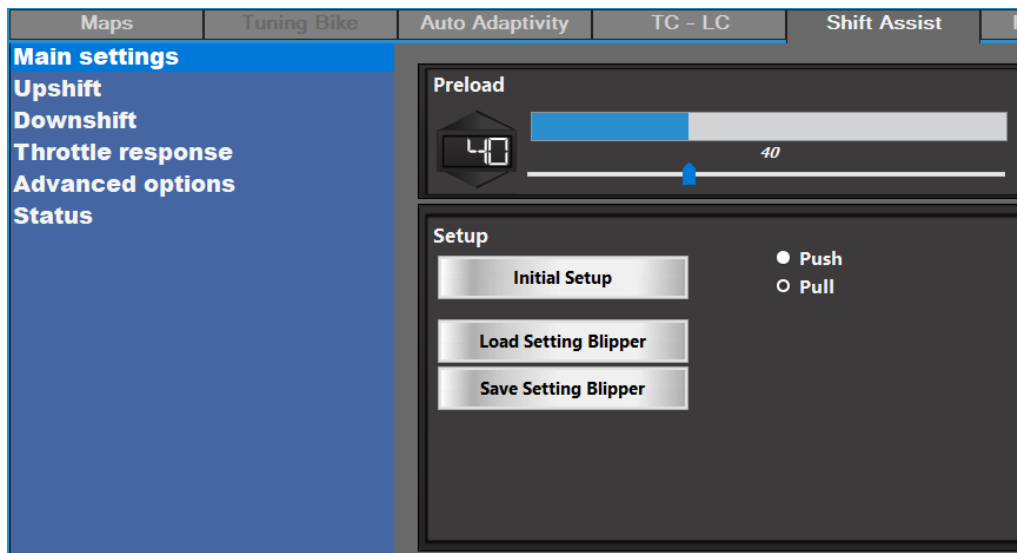 Maps Tuning Bike Auto Adaptivity TC - LC Shift Assist
Main settings
Upshift
Downshift
Throttle response
Advanced options
Status
Preload
40
40
Setup
Initial Setup
Push
Pull
Load Setting Blipper
Save Setting Blipper